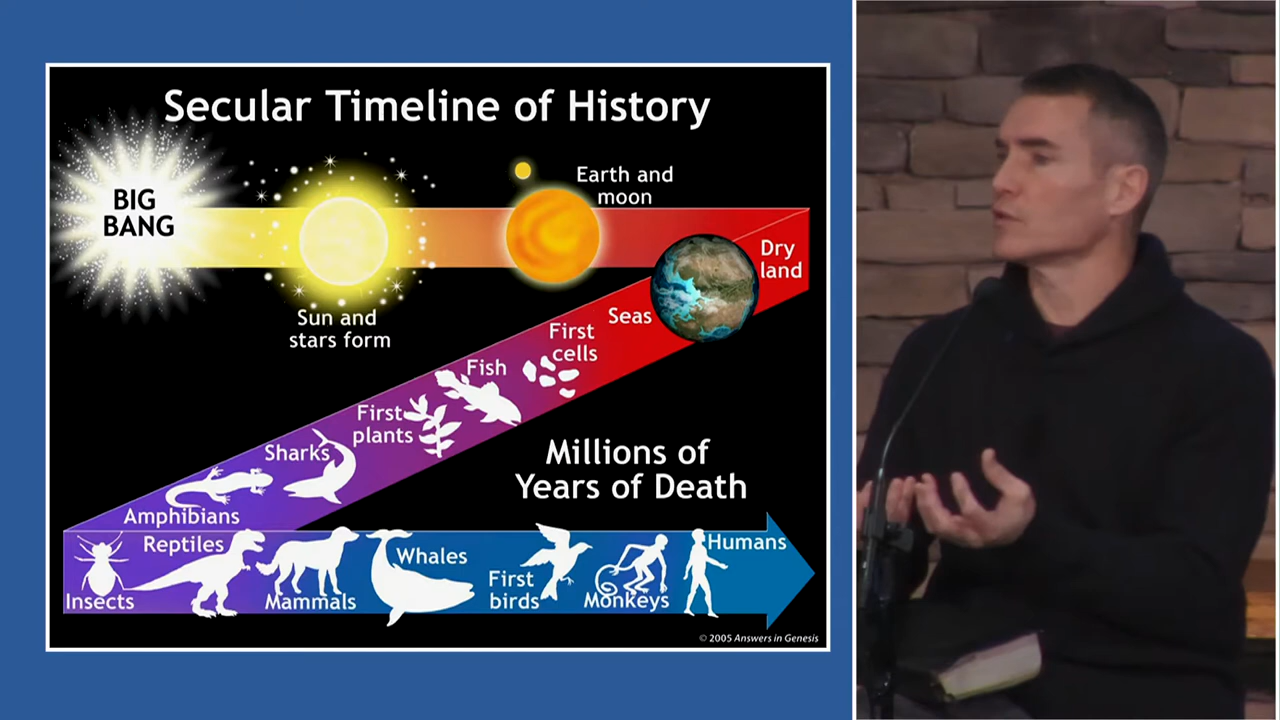 Secular Timeline of History
BIG
BANG
Earth and
moon
Dry
land
Sun and
stars form
Seas
First
cells
Fish
First
plants
Sharks
Amphibians
Millions of
Years of Death
Insects
Reptiles
Mammals
Whales
First
birds
Monkeys
Humans
© 2005 Answers in Genesis